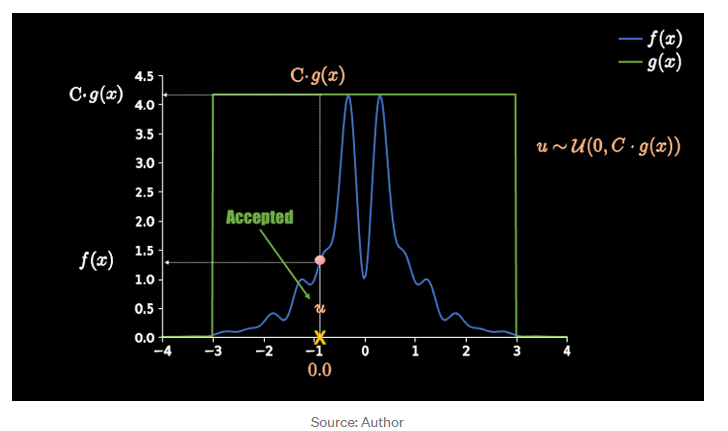 f(x)
g(x)
C·g(x)
C·g(x)
u ~ U(0, C · g(x))
Accepted
f(x)
u
4.5
4.0
3.5
3.0
2.5
2.0
1.5
1.0
0.5
0.0
−4 −3 −2 −1 0 1 2 3 4
X
0.0
Source: Author